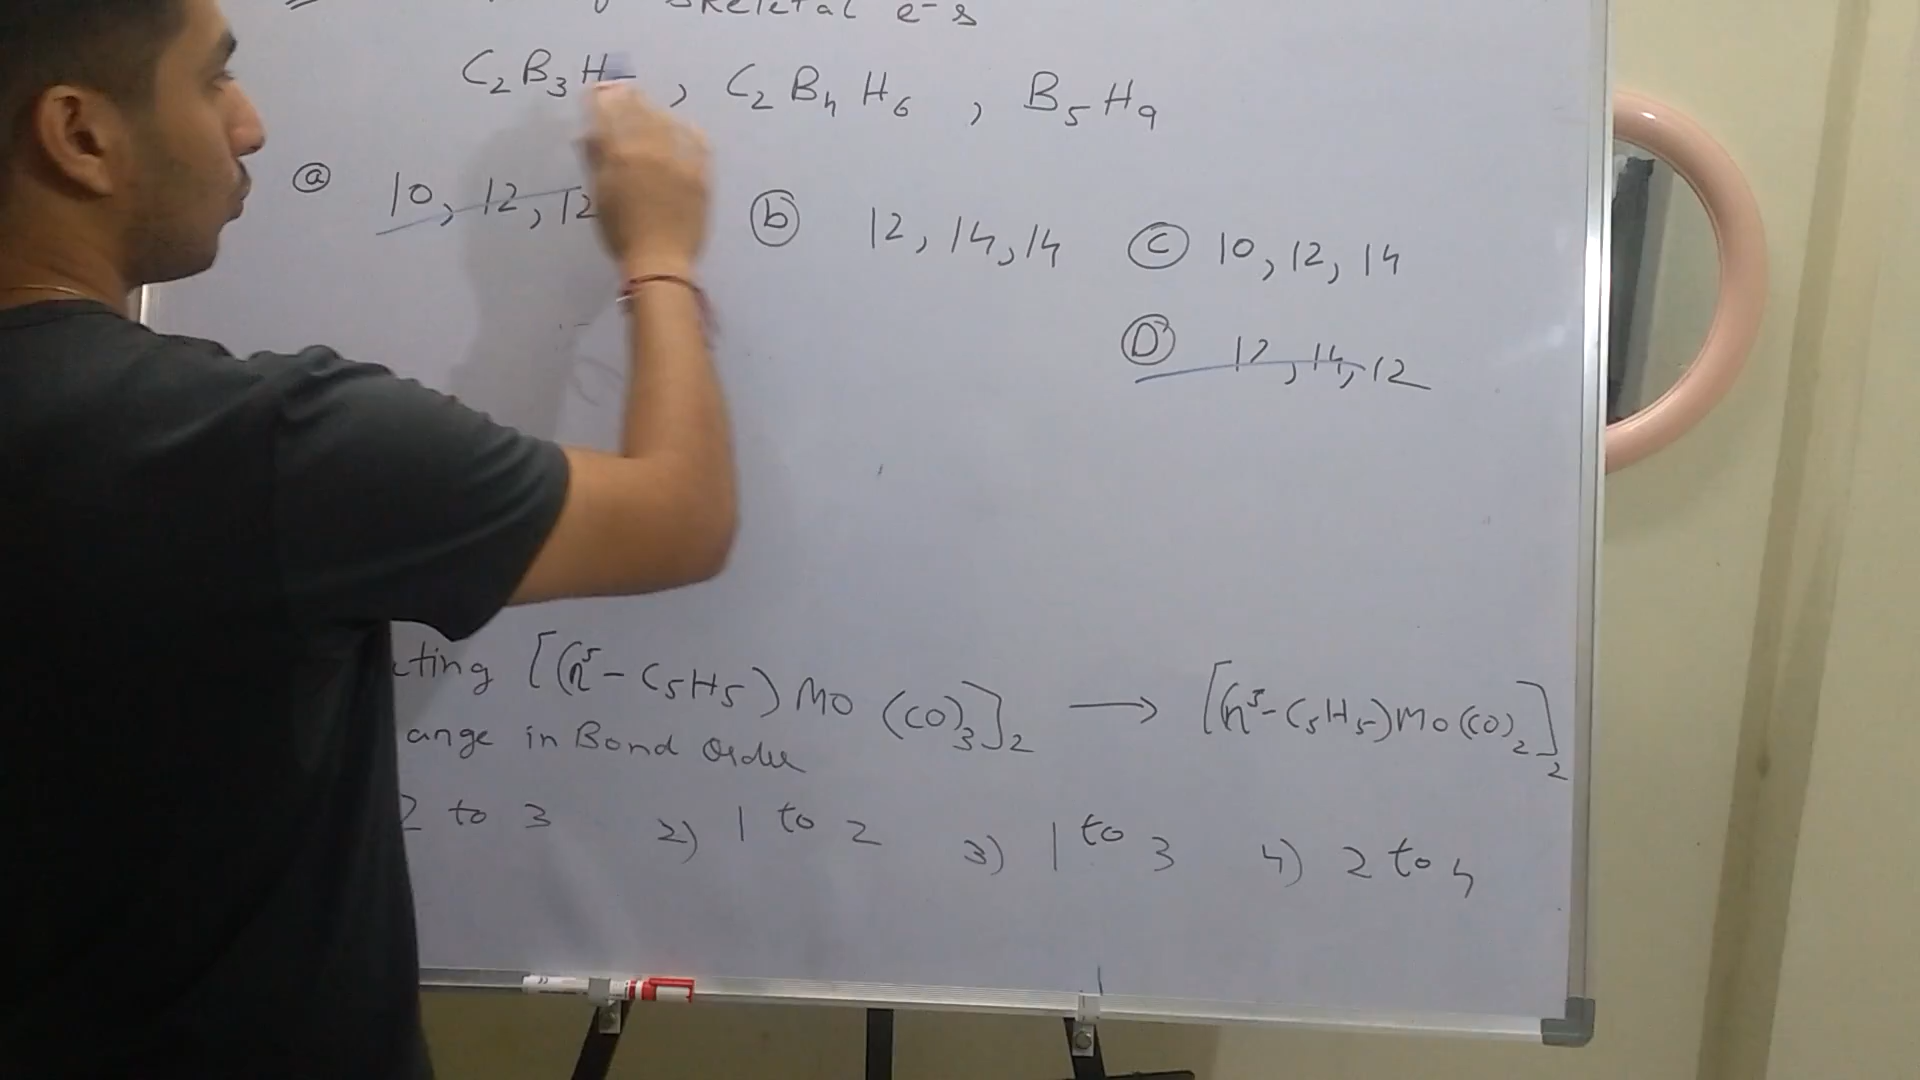 skeletal e-s
C₂B₃H , C₂B₄H₆ , B₅H₉
ⓐ 10, 12, 12 ⓑ 12, 14, 14 ⓒ 10, 12, 14
Ⓓ 12, 14, 12
cting [(η⁵-C₅H₅)Mo(CO)₃]₂ ⟶ [(η⁵-C₅H₅)Mo(CO)₂]₂
ange in Bond Order
2 to 3 2) 1 to 2 3) 1 to 3 4) 2 to 4